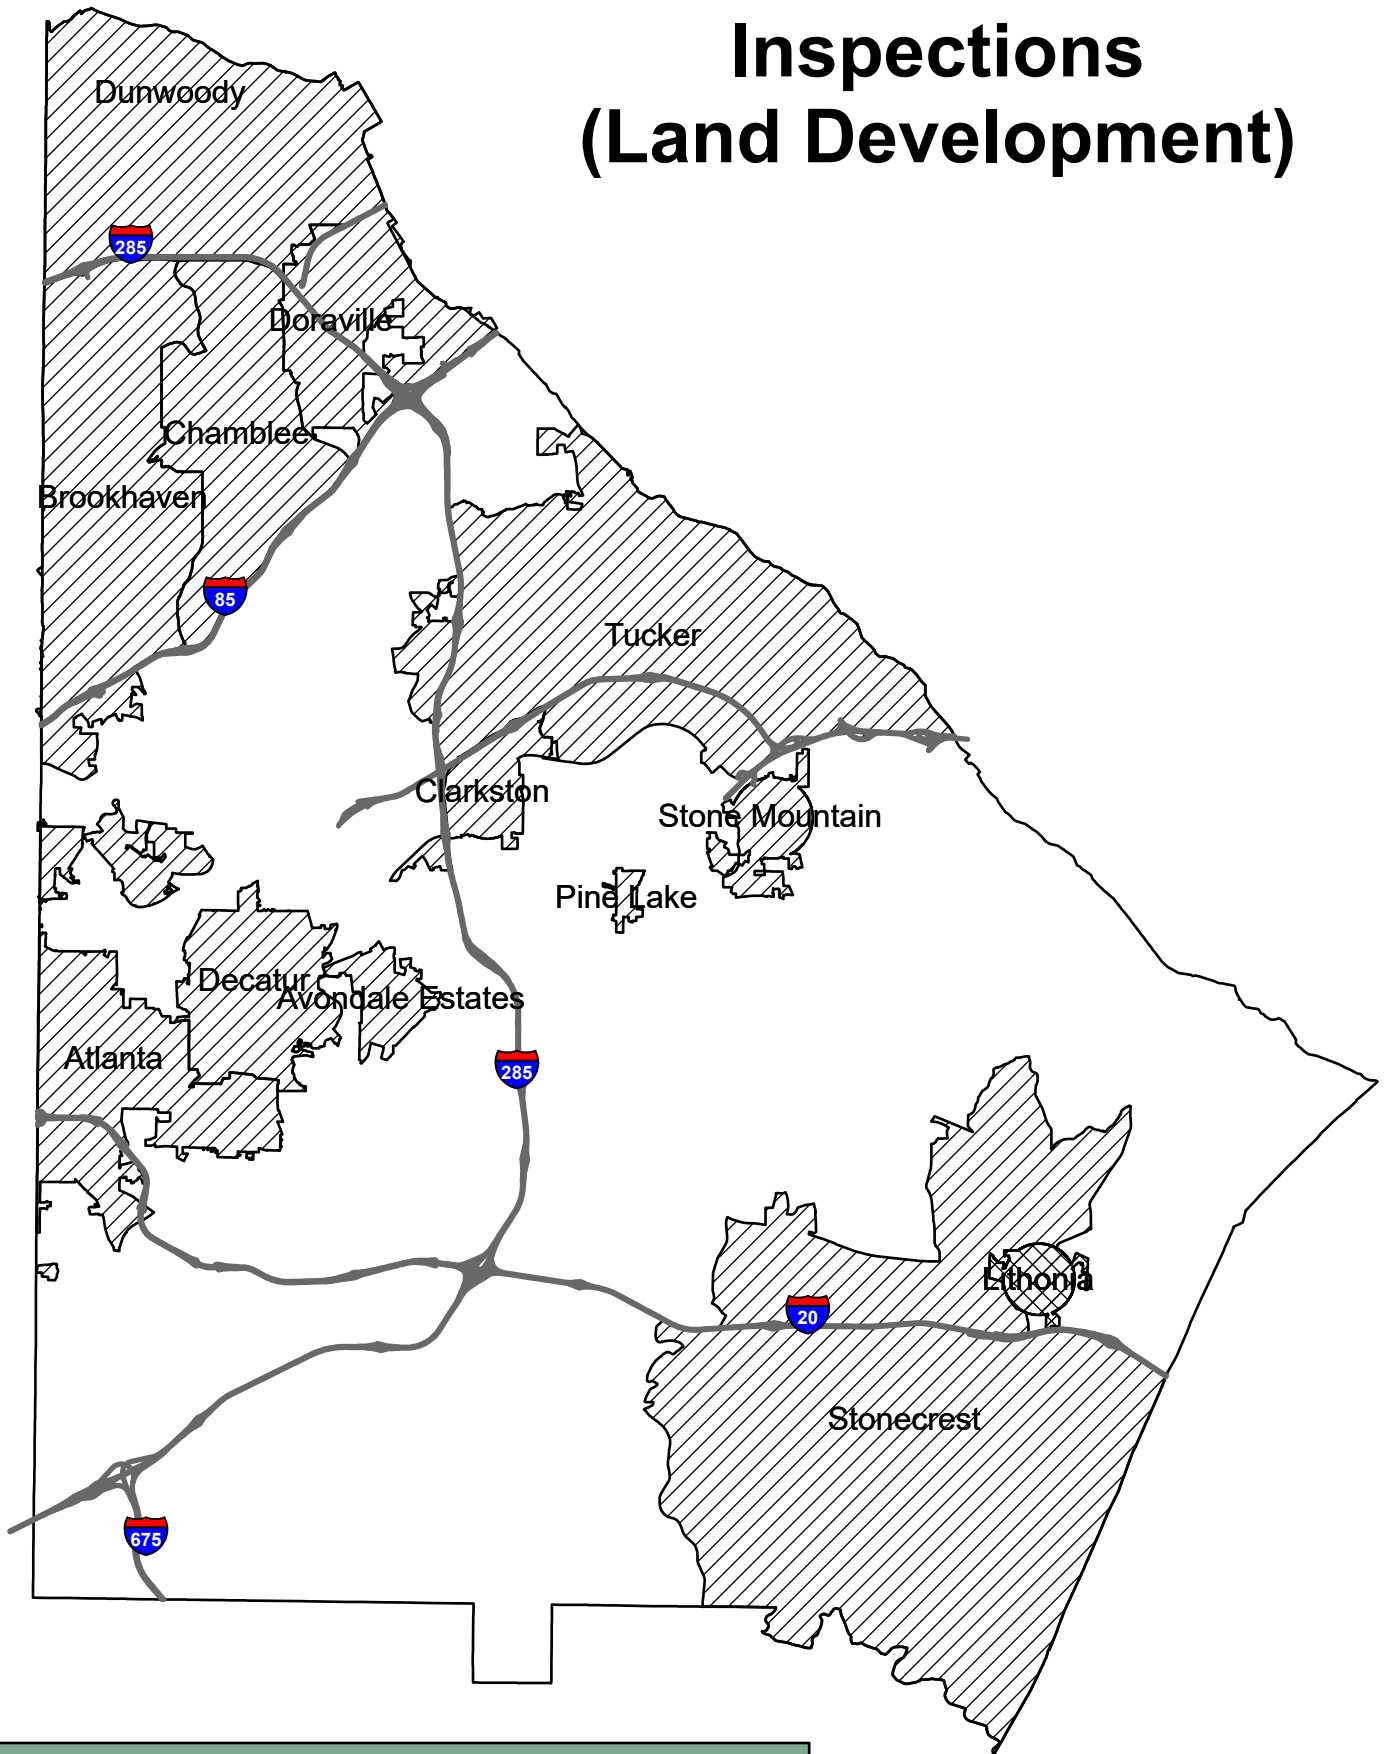 Inspections
(Land Development)
Dunwoody
285
Doraville
Chamblee
Brookhaven
85
Tucker
Clarkston
Stone Mountain
Pine Lake
Decatur
Avondale Estates
Atlanta
285
Lithonia
20
Stonecrest
675